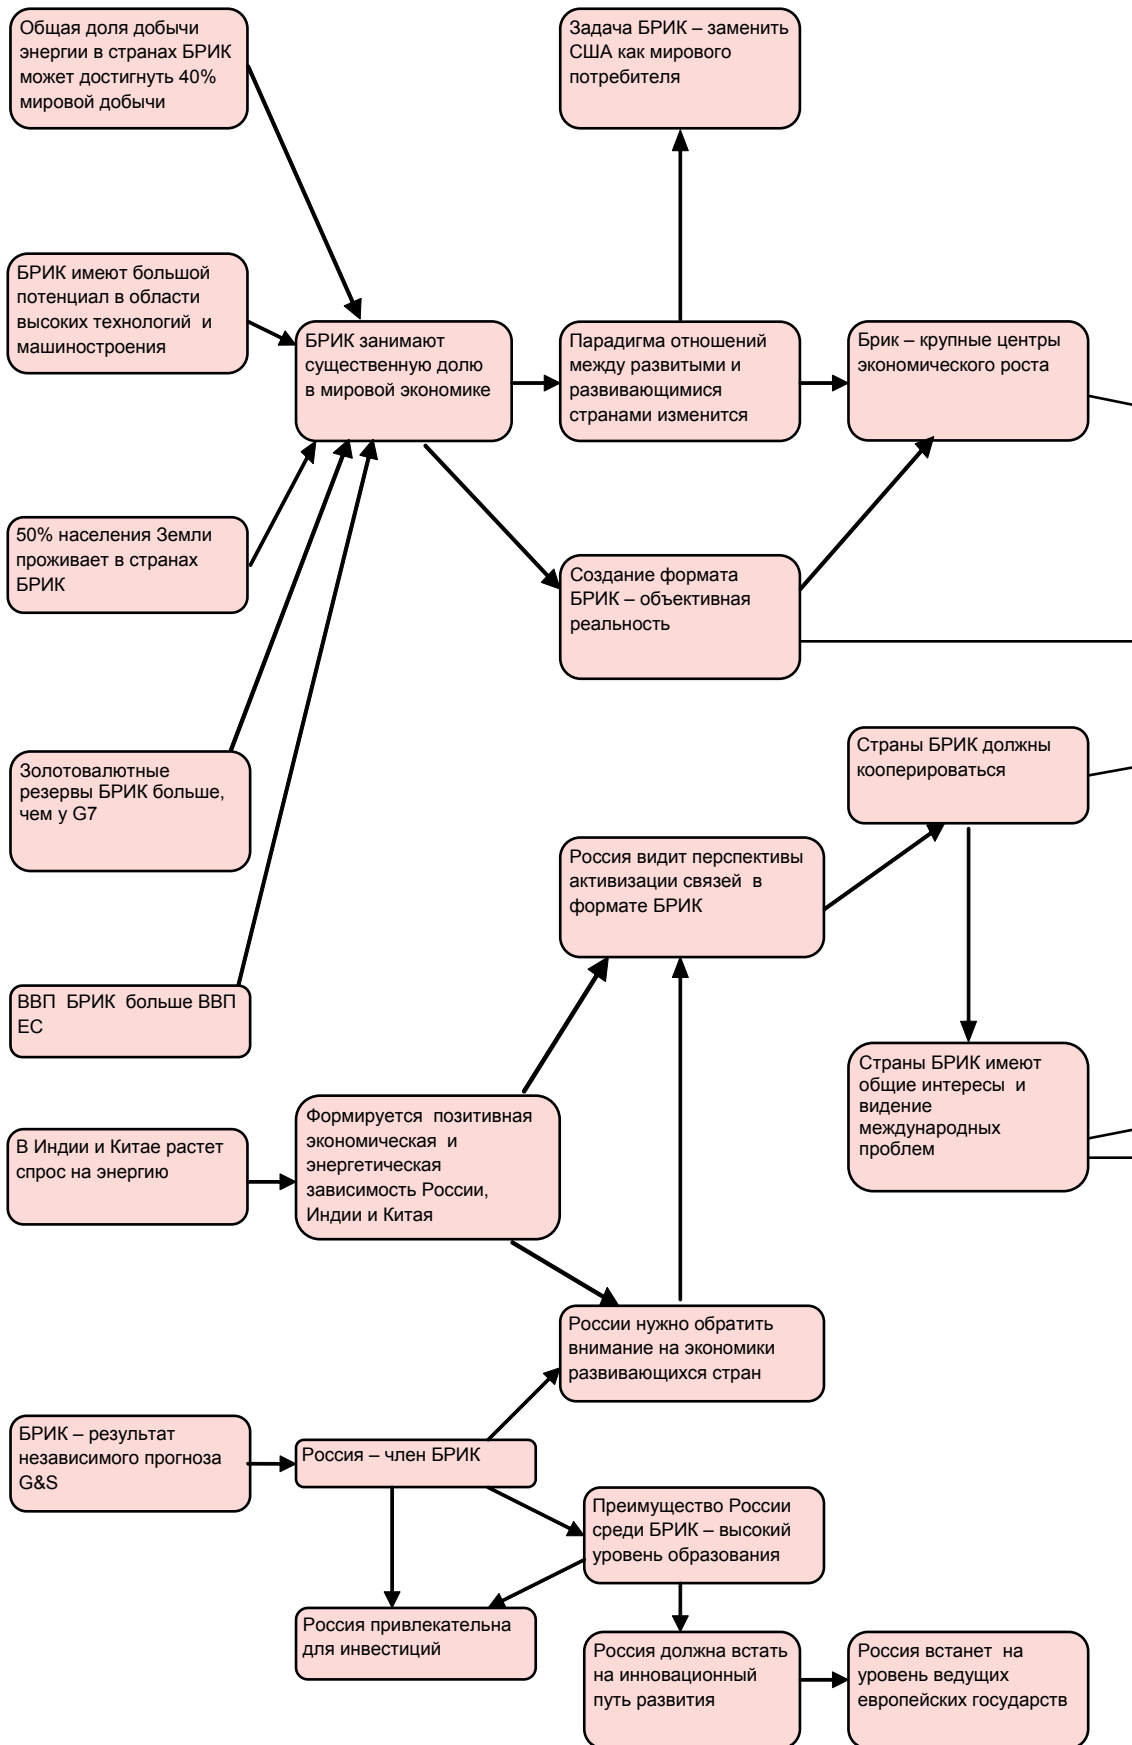 Общая доля добычи
энергии в странах БРИК
может достигнуть 40%
мировой добычи
Задача БРИК – заменить
США как мирового
потребителя
БРИК имеют большой
потенциал в области
высоких технологий и
машиностроения
БРИК занимают
существенную долю
в мировой экономике
Парадигма отношений
между развитыми и
развивающимися
странами изменится
Брик – крупные центры
экономического роста
50% населения Земли
проживает в странах
БРИК
Создание формата
БРИК – объективная
реальность
Золотовалютные
резервы БРИК больше,
чем у G7
Страны БРИК должны
кооперироваться
Россия видит перспективы
активизации связей в
формате БРИК
ВВП БРИК больше ВВП
ЕС
Страны БРИК имеют
общие интересы и
видение
международных
проблем
В Индии и Китае растет
спрос на энергию
Формируется позитивная
экономическая и
энергетическая
зависимость России,
Индии и Китая
России нужно обратить
внимание на экономики
развивающихся стран
БРИК – результат
независимого прогноза
G&S
Россия – член БРИК
Преимущество России
среди БРИК – высокий
уровень образования
Россия привлекательна
для инвестиций
Россия должна встать
на инновационный
путь развития
Россия встанет на
уровень ведущих
европейских государств